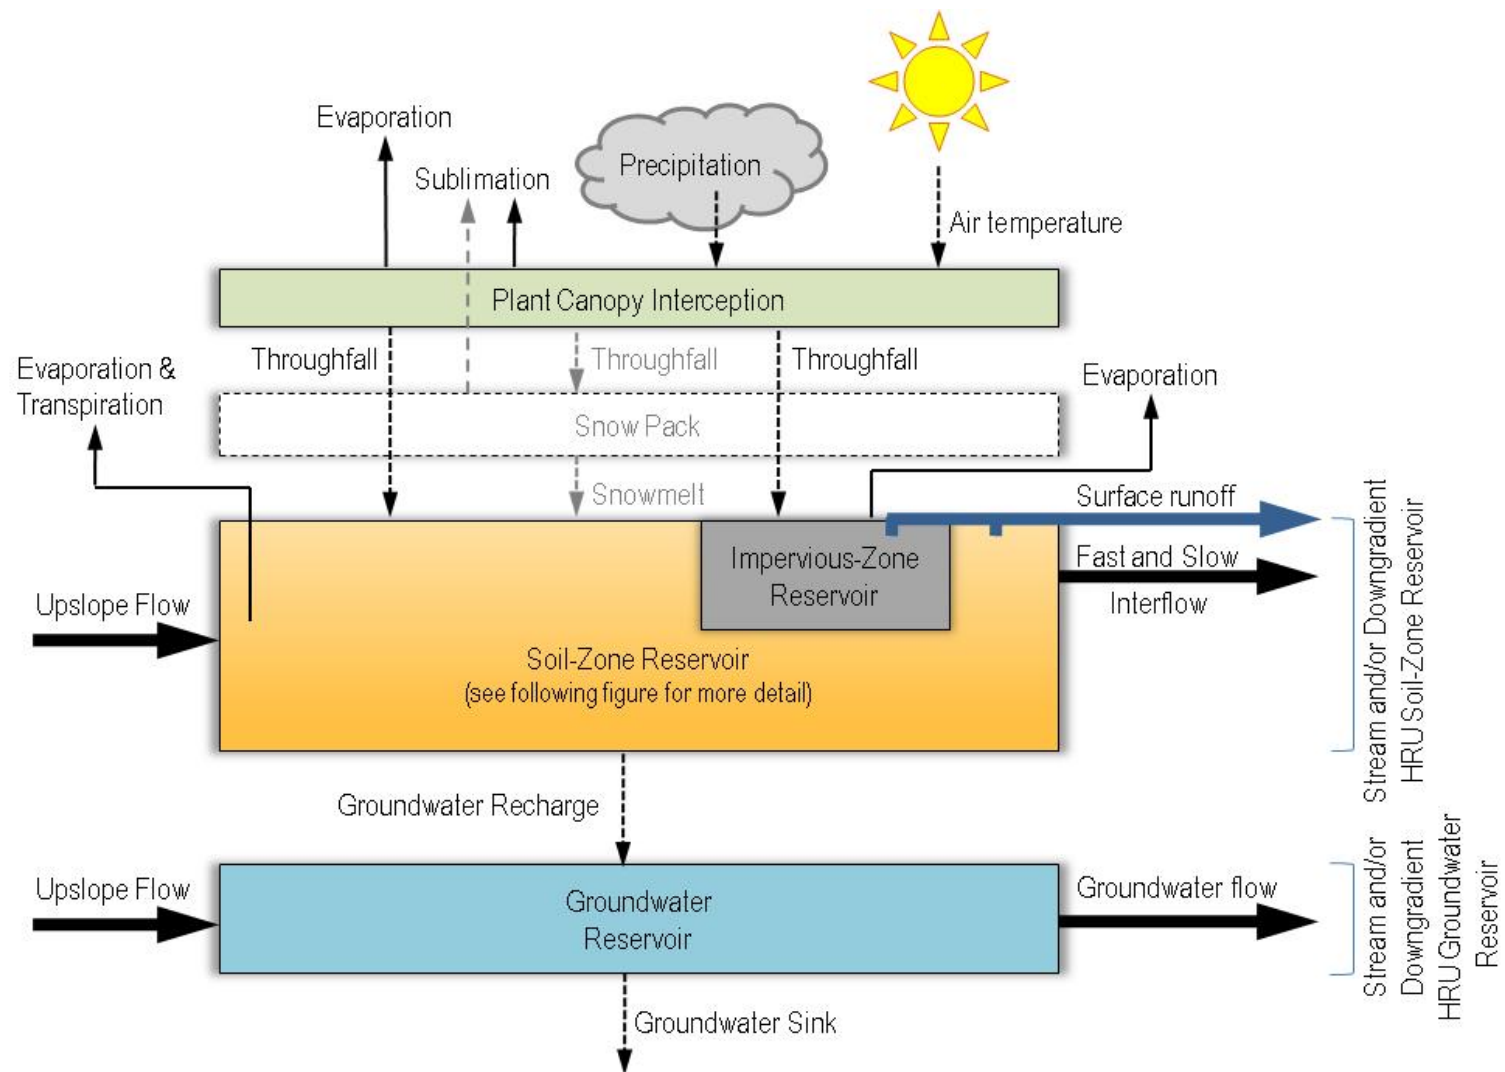 Evaporation
Sublimation
Precipitation
Air temperature
Plant Canopy Interception
Throughfall
Throughfall
Throughfall
Evaporation &
Transpiration
Evaporation
Snow Pack
Snowmelt
Surface runoff
Impervious-Zone
Reservoir
Fast and Slow
Interflow
Upslope Flow
Soil-Zone Reservoir
(see following figure for more detail)
Stream and/or Downgradient
HRU Soil-Zone Reservoir
Groundwater Recharge
Upslope Flow
Groundwater
Reservoir
Groundwater flow
Stream and/or
Downgradient
HRU Groundwater
Reservoir
Groundwater Sink